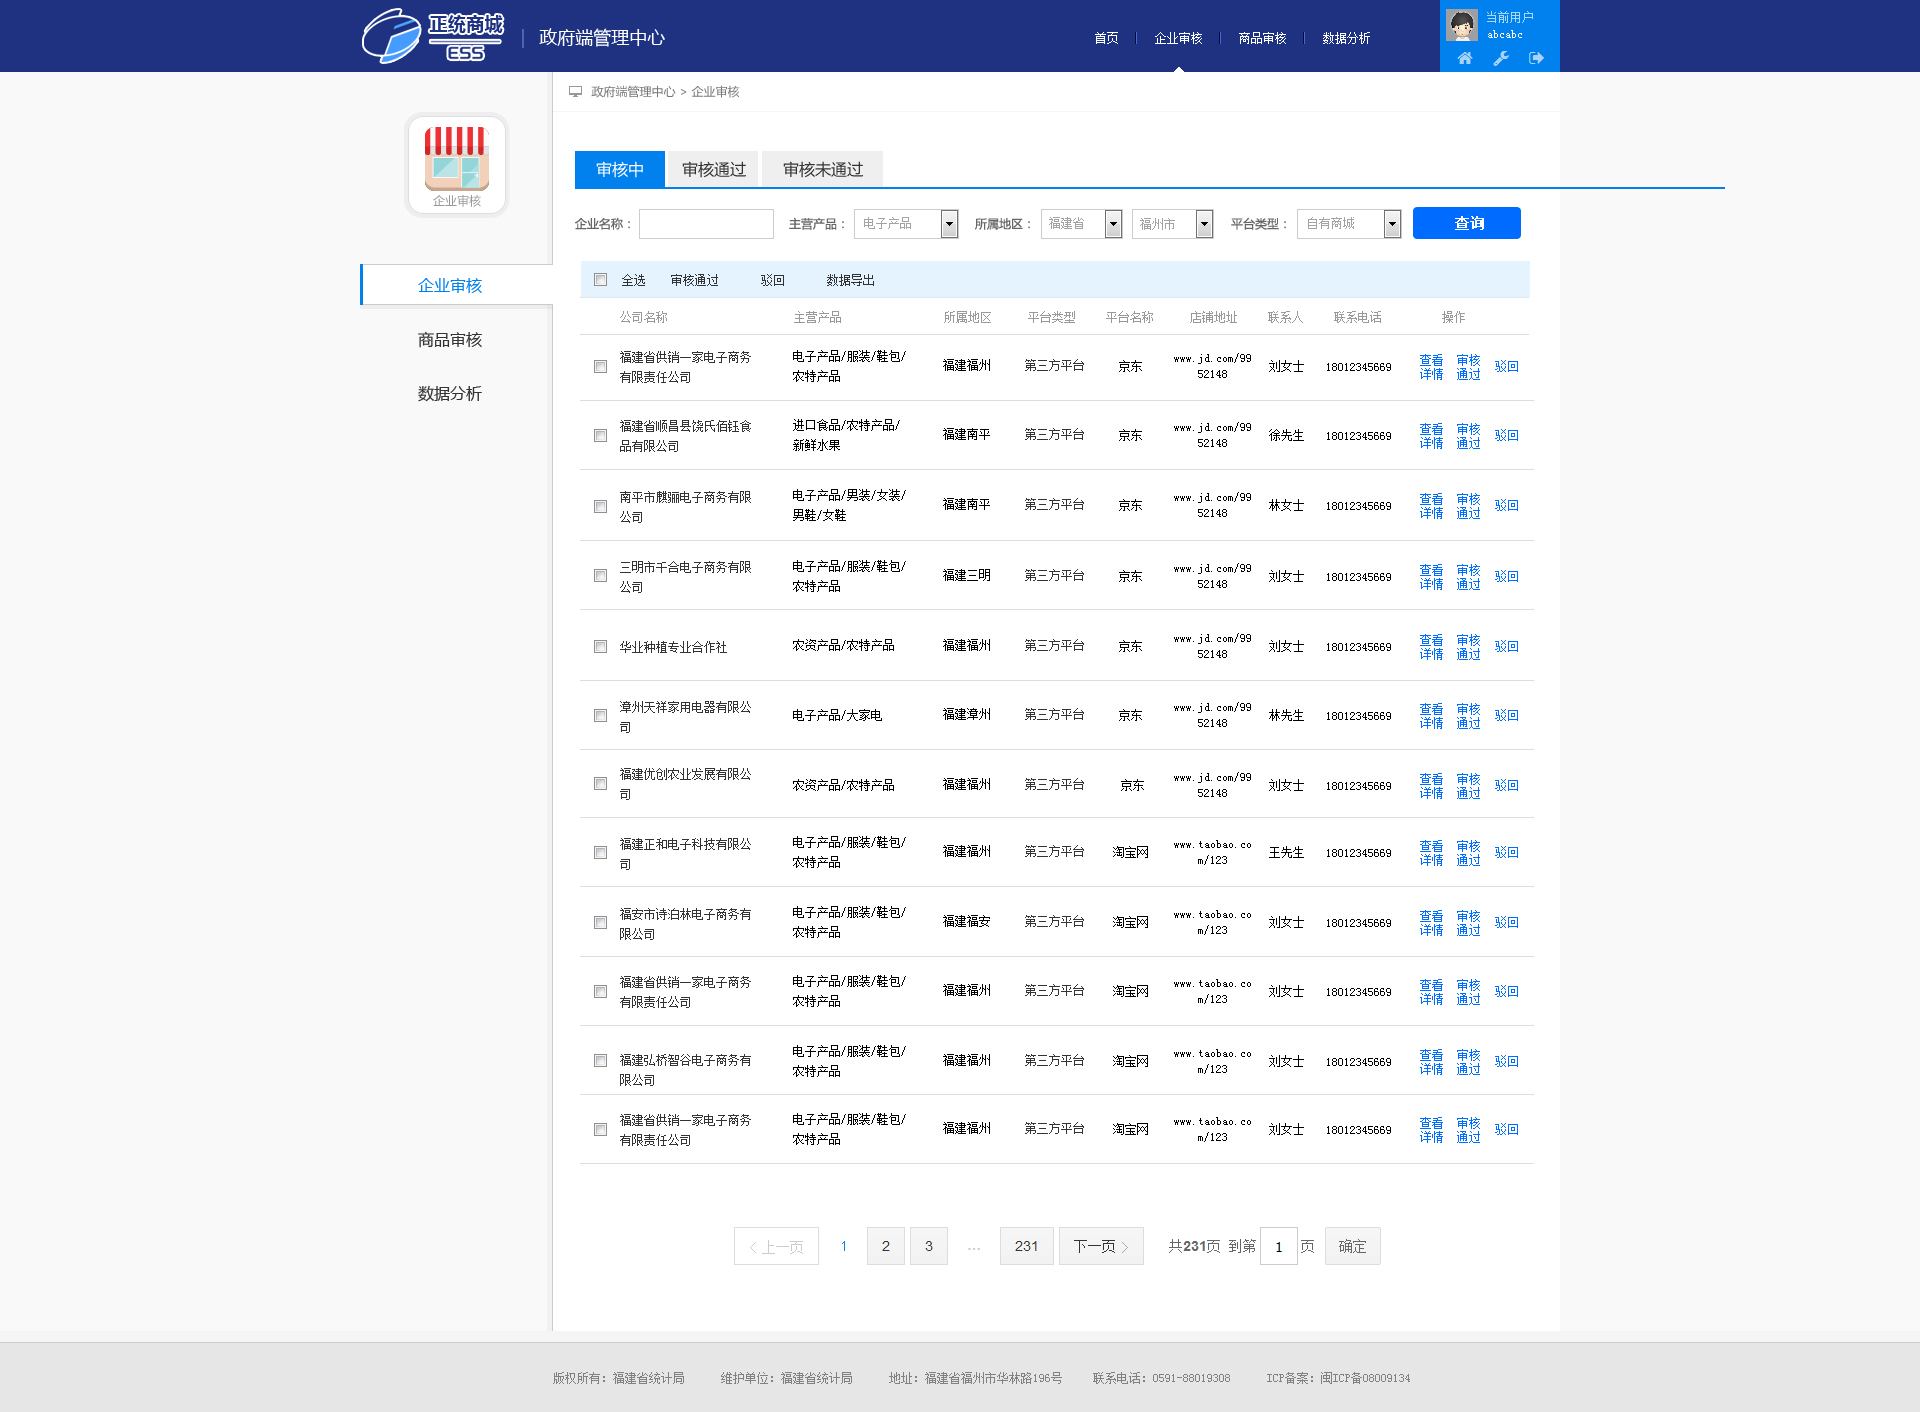 正统商城
ESS
政府端管理中心
首页
企业审核
商品审核
数据分析
当前用户
abcabc
政府端管理中心 > 企业审核
企业审核
审核中
审核通过
审核未通过
企业名称：
主营产品：
电子产品
所属地区：
福建省
福州市
平台类型：
自有商城
查询
企业审核
商品审核
数据分析
全选
审核通过
驳回
数据导出
公司名称 主营产品 所属地区 平台类型 平台名称 店铺地址 联系人 联系电话 操作
福建省供销一家电子商务有限责任公司 电子产品/服装/鞋包/农特产品 福建福州 第三方平台 京东 www.jd.com/9952148 刘女士 18012345669 查看详情 审核通过 驳回
福建省顺昌县饶氏佰钰食品有限公司 进口食品/农特产品/新鲜水果 福建南平 第三方平台 京东 www.jd.com/9952148 徐先生 18012345669 查看详情 审核通过 驳回
南平市麒骊电子商务有限公司 电子产品/男装/女装/男鞋/女鞋 福建南平 第三方平台 京东 www.jd.com/9952148 林女士 18012345669 查看详情 审核通过 驳回
三明市千合电子商务有限公司 电子产品/服装/鞋包/农特产品 福建三明 第三方平台 京东 www.jd.com/9952148 刘女士 18012345669 查看详情 审核通过 驳回
华业种植专业合作社 农资产品/农特产品 福建福州 第三方平台 京东 www.jd.com/9952148 刘女士 18012345669 查看详情 审核通过 驳回
漳州天祥家用电器有限公司 电子产品/大家电 福建漳州 第三方平台 京东 www.jd.com/9952148 林先生 18012345669 查看详情 审核通过 驳回
福建优创农业发展有限公司 农资产品/农特产品 福建福州 第三方平台 京东 www.jd.com/9952148 刘女士 18012345669 查看详情 审核通过 驳回
福建正和电子科技有限公司 电子产品/服装/鞋包/农特产品 福建福州 第三方平台 淘宝网 www.taobao.com/123 王先生 18012345669 查看详情 审核通过 驳回
福安市诗泊林电子商务有限公司 电子产品/服装/鞋包/农特产品 福建福安 第三方平台 淘宝网 www.taobao.com/123 刘女士 18012345669 查看详情 审核通过 驳回
福建省供销一家电子商务有限责任公司 电子产品/服装/鞋包/农特产品 福建福州 第三方平台 淘宝网 www.taobao.com/123 刘女士 18012345669 查看详情 审核通过 驳回
福建弘桥智谷电子商务有限公司 电子产品/服装/鞋包/农特产品 福建福州 第三方平台 淘宝网 www.taobao.com/123 刘女士 18012345669 查看详情 审核通过 驳回
福建省供销一家电子商务有限责任公司 电子产品/服装/鞋包/农特产品 福建福州 第三方平台 淘宝网 www.taobao.com/123 刘女士 18012345669 查看详情 审核通过 驳回
上一页 1 2 3 ... 231 下一页 共231页 到第 1 页 确定
版权所有：福建省统计局 维护单位：福建省统计局 地址：福建省福州市华林路196号 联系电话：0591-88019308 ICP备案：闽ICP备08009134